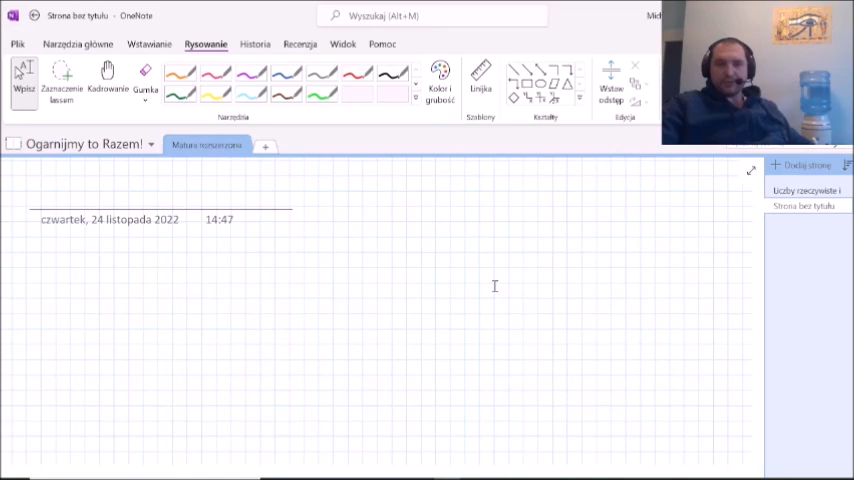 Strona bez tytułu - OneNote
Wyszukaj (Alt+M)
Plik Narzędzia główne Wstawianie Rysowanie Historia Recenzja Widok Pomoc
Wpisz
Zaznaczenie lassem
Kadrowanie
Gumka
Kolor i grubość
Linijka
Wstaw odstęp
Narzędzia
Szablony
Kształty
Edycja
Ogarnijmy to Razem!
Matura rozszerzona
Dodaj stronę
Liczby rzeczywiste i
Strona bez tytułu
czwartek, 24 listopada 2022 14:47